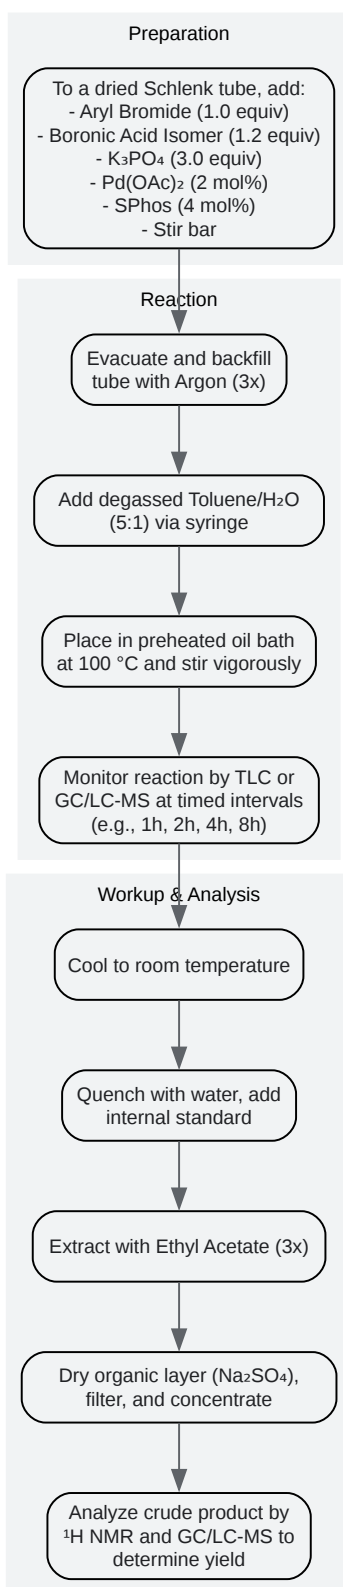 Preparation
To a dried Schlenk tube, add:
- Aryl Bromide (1.0 equiv)
- Boronic Acid Isomer (1.2 equiv)
- K₃PO₄ (3.0 equiv)
- Pd(OAc)₂ (2 mol%)
- SPhos (4 mol%)
- Stir bar
Reaction
Evacuate and backfill
tube with Argon (3x)
Add degassed Toluene/H₂O
(5:1) via syringe
Place in preheated oil bath
at 100 °C and stir vigorously
Monitor reaction by TLC or
GC/LC-MS at timed intervals
(e.g., 1h, 2h, 4h, 8h)
Workup & Analysis
Cool to room temperature
Quench with water, add
internal standard
Extract with Ethyl Acetate (3x)
Dry organic layer (Na₂SO₄),
filter, and concentrate
Analyze crude product by
¹H NMR and GC/LC-MS to
determine yield